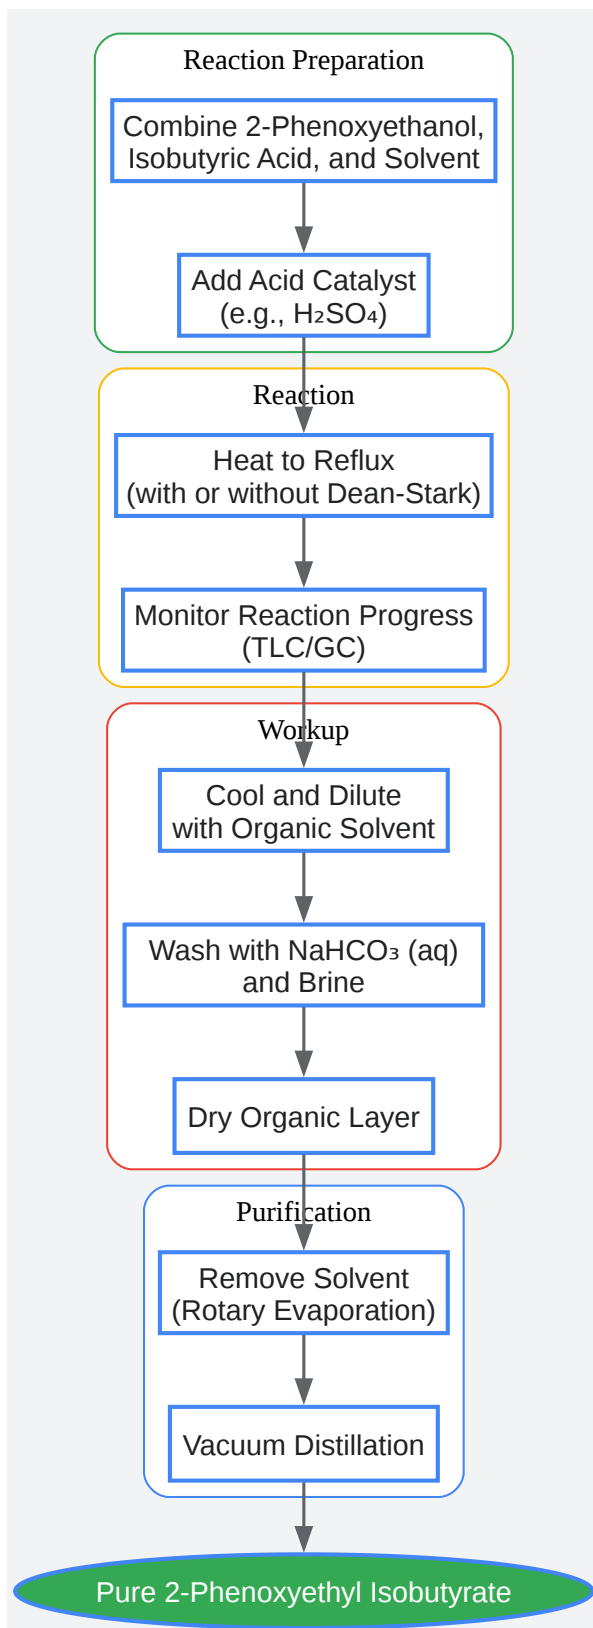 Reaction Preparation
Combine 2-Phenoxyethanol,
Isobutyric Acid, and Solvent
Add Acid Catalyst
(e.g., H₂SO₄)
Reaction
Heat to Reflux
(with or without Dean-Stark)
Monitor Reaction Progress
(TLC/GC)
Workup
Cool and Dilute
with Organic Solvent
Wash with NaHCO₃ (aq)
and Brine
Dry Organic Layer
Purification
Remove Solvent
(Rotary Evaporation)
Vacuum Distillation
Pure 2-Phenoxyethyl Isobutyrate